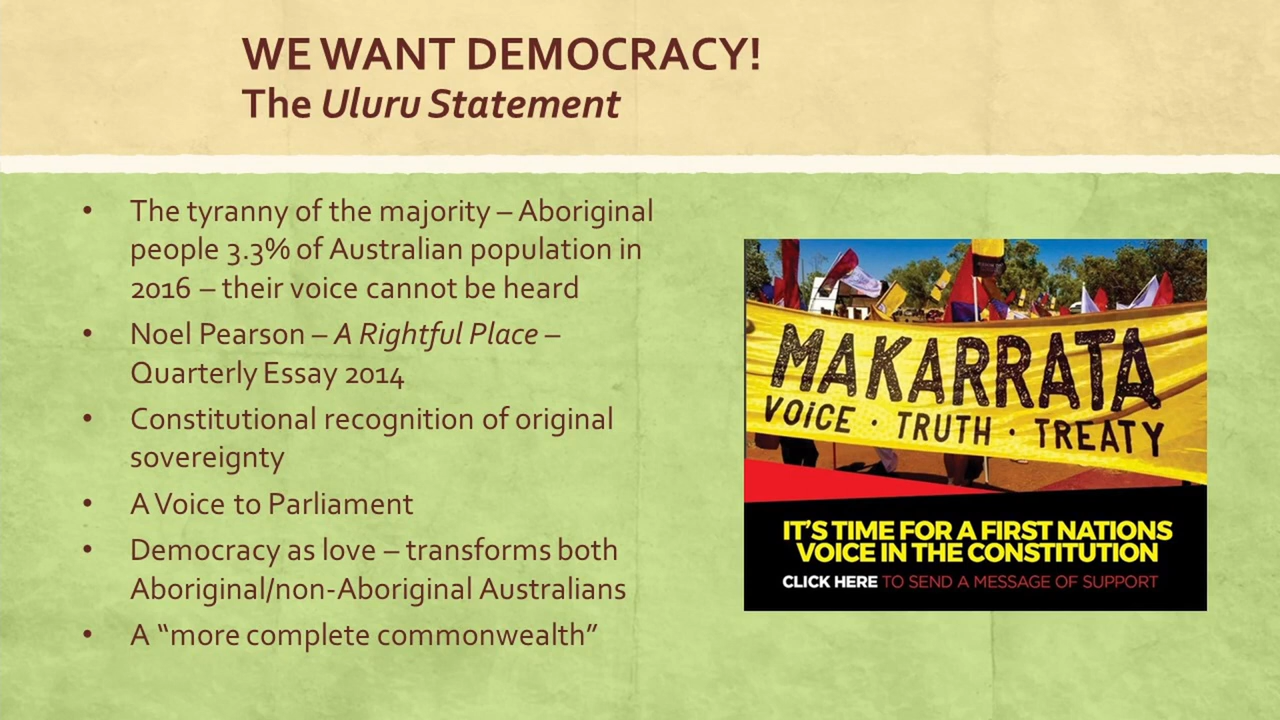 WE WANT DEMOCRACY!
The Uluru Statement
• The tyranny of the majority – Aboriginal
people 3.3% of Australian population in
2016 – their voice cannot be heard
• Noel Pearson – A Rightful Place –
Quarterly Essay 2014
• Constitutional recognition of original
sovereignty
• A Voice to Parliament
• Democracy as love – transforms both
Aboriginal/non-Aboriginal Australians
• A “more complete commonwealth”
MAKARRATA
VOiCE · TRUTH · TREATY
IT'S TIME FOR A FIRST NATIONS
VOICE IN THE CONSTITUTION
CLICK HERE TO SEND A MESSAGE OF SUPPORT